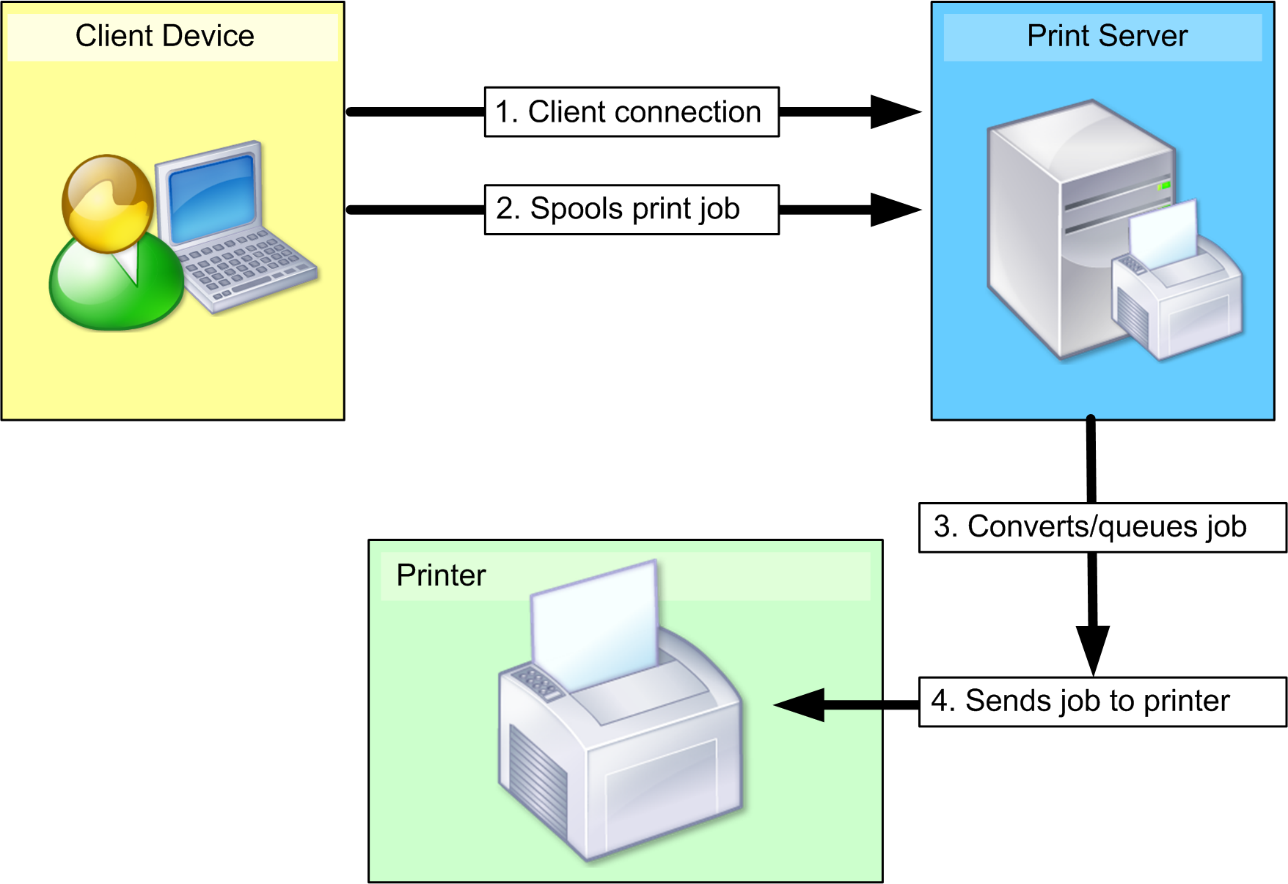 Client Device
Print Server
1. Client connection
2. Spools print job
3. Converts/queues job
Printer
4. Sends job to printer